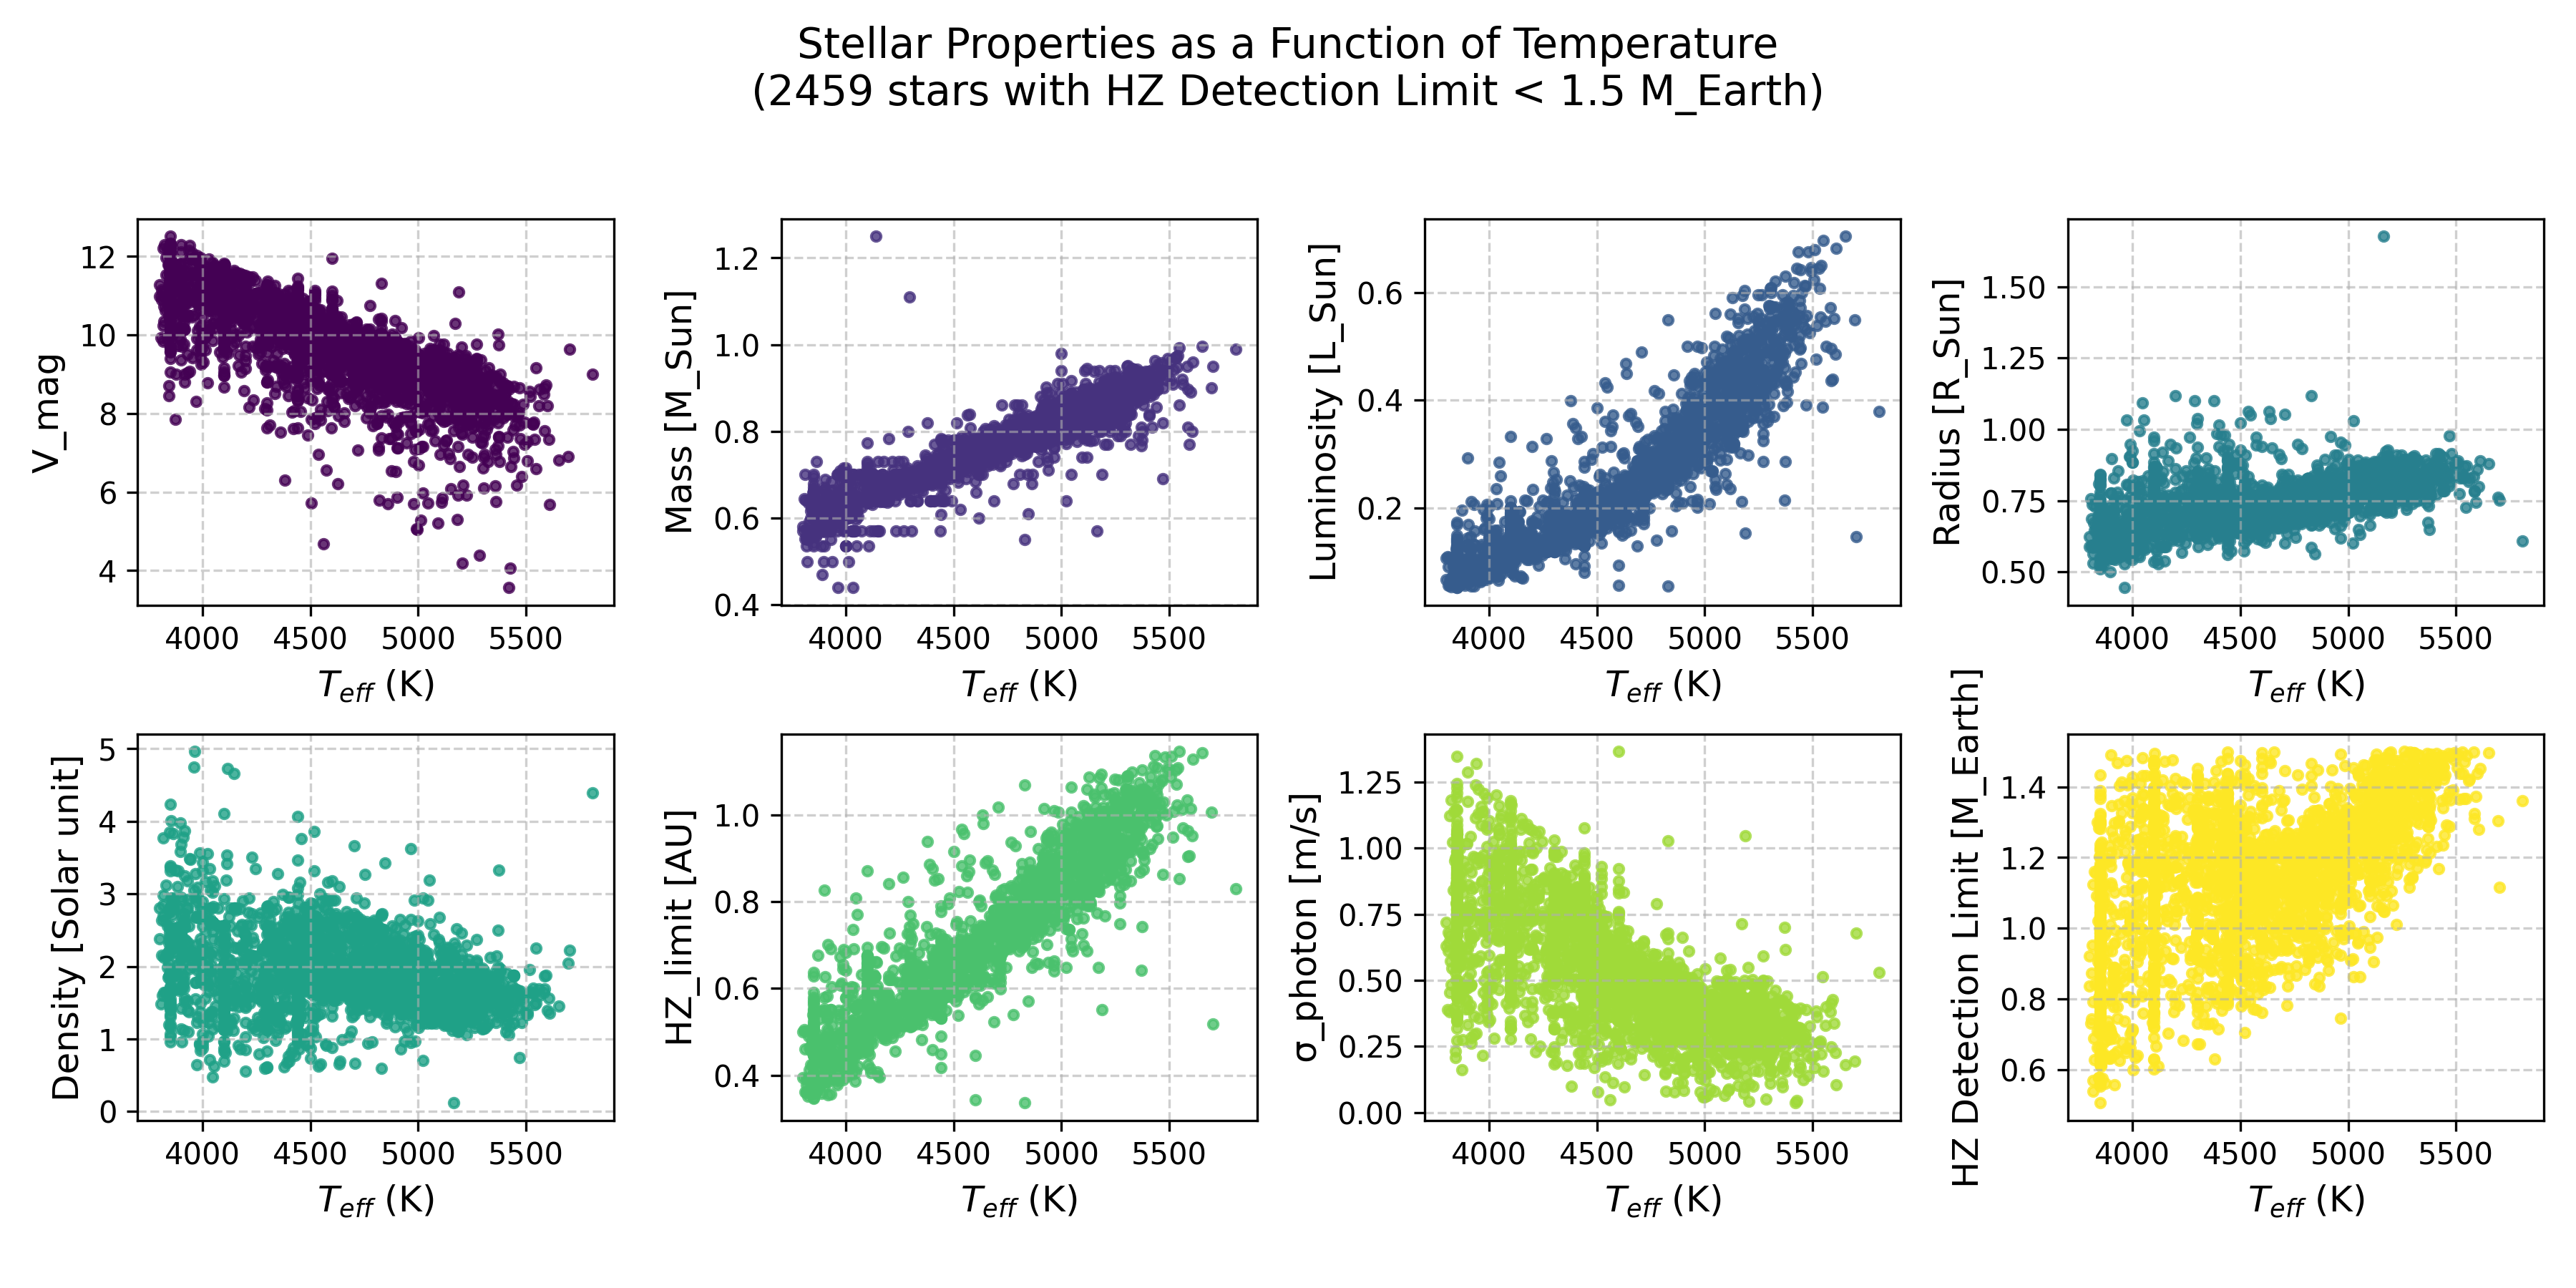 Stellar Properties as a Function of Temperature
(2459 stars with HZ Detection Limit < 1.5 M_Earth)
V_mag
12
10
8
6
4
4000 4500 5000 5500
T_eff (K)
Mass [M_Sun]
1.2
1.0
0.8
0.6
0.4
4000 4500 5000 5500
T_eff (K)
Luminosity [L_Sun]
0.6
0.4
0.2
4000 4500 5000 5500
T_eff (K)
Radius [R_Sun]
1.50
1.25
1.00
0.75
0.50
4000 4500 5000 5500
T_eff (K)
Density [Solar unit]
5
4
3
2
1
0
4000 4500 5000 5500
T_eff (K)
HZ_limit [AU]
1.0
0.8
0.6
0.4
4000 4500 5000 5500
T_eff (K)
σ_photon [m/s]
1.25
1.00
0.75
0.50
0.25
0.00
4000 4500 5000 5500
T_eff (K)
HZ Detection Limit [M_Earth]
1.4
1.2
1.0
0.8
0.6
4000 4500 5000 5500
T_eff (K)